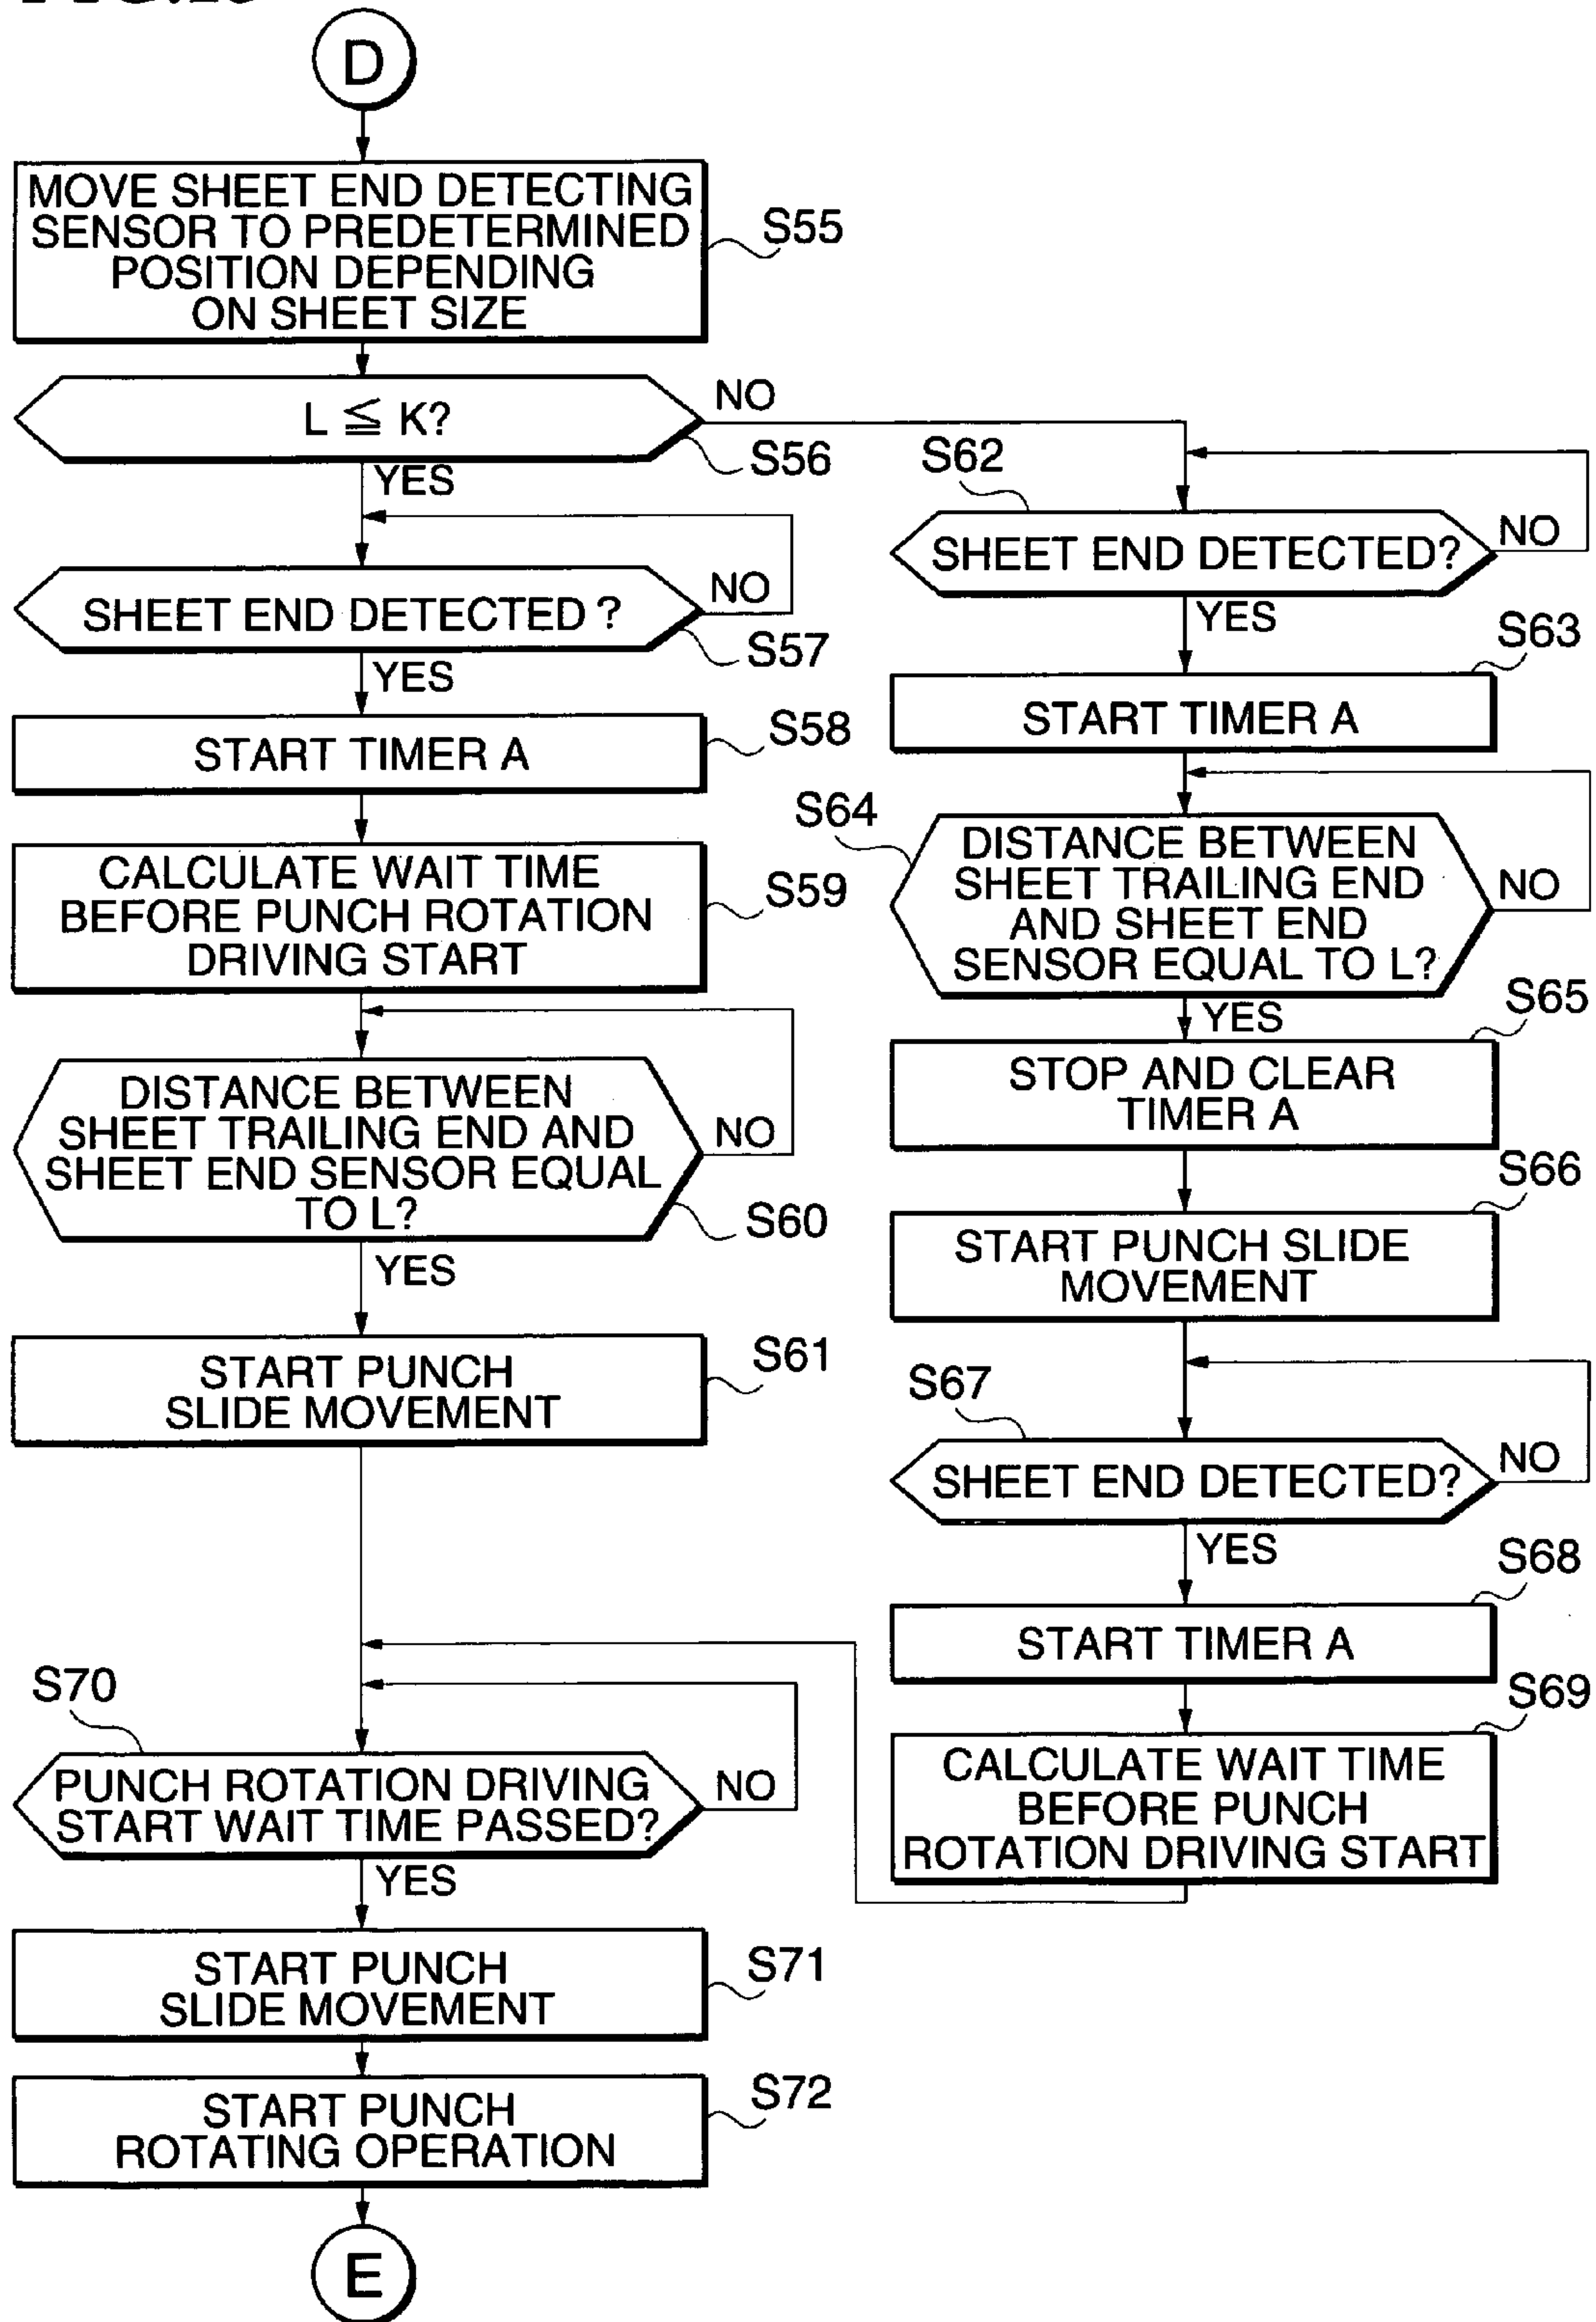 D
MOVE SHEET END DETECTING
SENSOR TO PREDETERMINED
POSITION DEPENDING
ON SHEET SIZE
S55
L ≦ K?
NO
S56
YES
SHEET END DETECTED ?
NO
S57
YES
START TIMER A
S58
CALCULATE WAIT TIME
BEFORE PUNCH ROTATION
DRIVING START
S59
DISTANCE BETWEEN
SHEET TRAILING END AND
SHEET END SENSOR EQUAL
TO L?
NO
S60
YES
START PUNCH
SLIDE MOVEMENT
S61
S62
SHEET END DETECTED?
NO
YES
S63
START TIMER A
S64
DISTANCE BETWEEN
SHEET TRAILING END
AND SHEET END
SENSOR EQUAL TO L?
NO
YES
S65
STOP AND CLEAR
TIMER A
S66
START PUNCH SLIDE
MOVEMENT
S67
SHEET END DETECTED?
NO
YES
S68
START TIMER A
S69
CALCULATE WAIT TIME
BEFORE PUNCH
ROTATION DRIVING START
S70
PUNCH ROTATION DRIVING
START WAIT TIME PASSED?
NO
YES
START PUNCH
SLIDE MOVEMENT
S71
START PUNCH
ROTATING OPERATION
S72
E